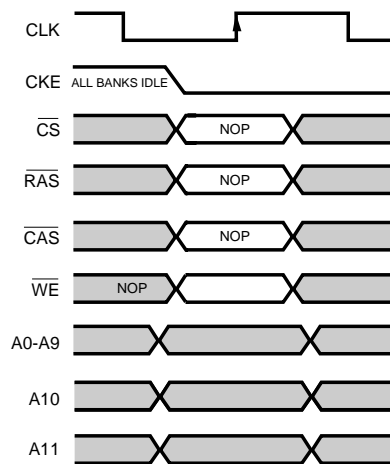 CLK
CKE ALL BANKS IDLE
CS NOP
RAS NOP
CAS NOP
WE NOP
A0-A9
A10
A11